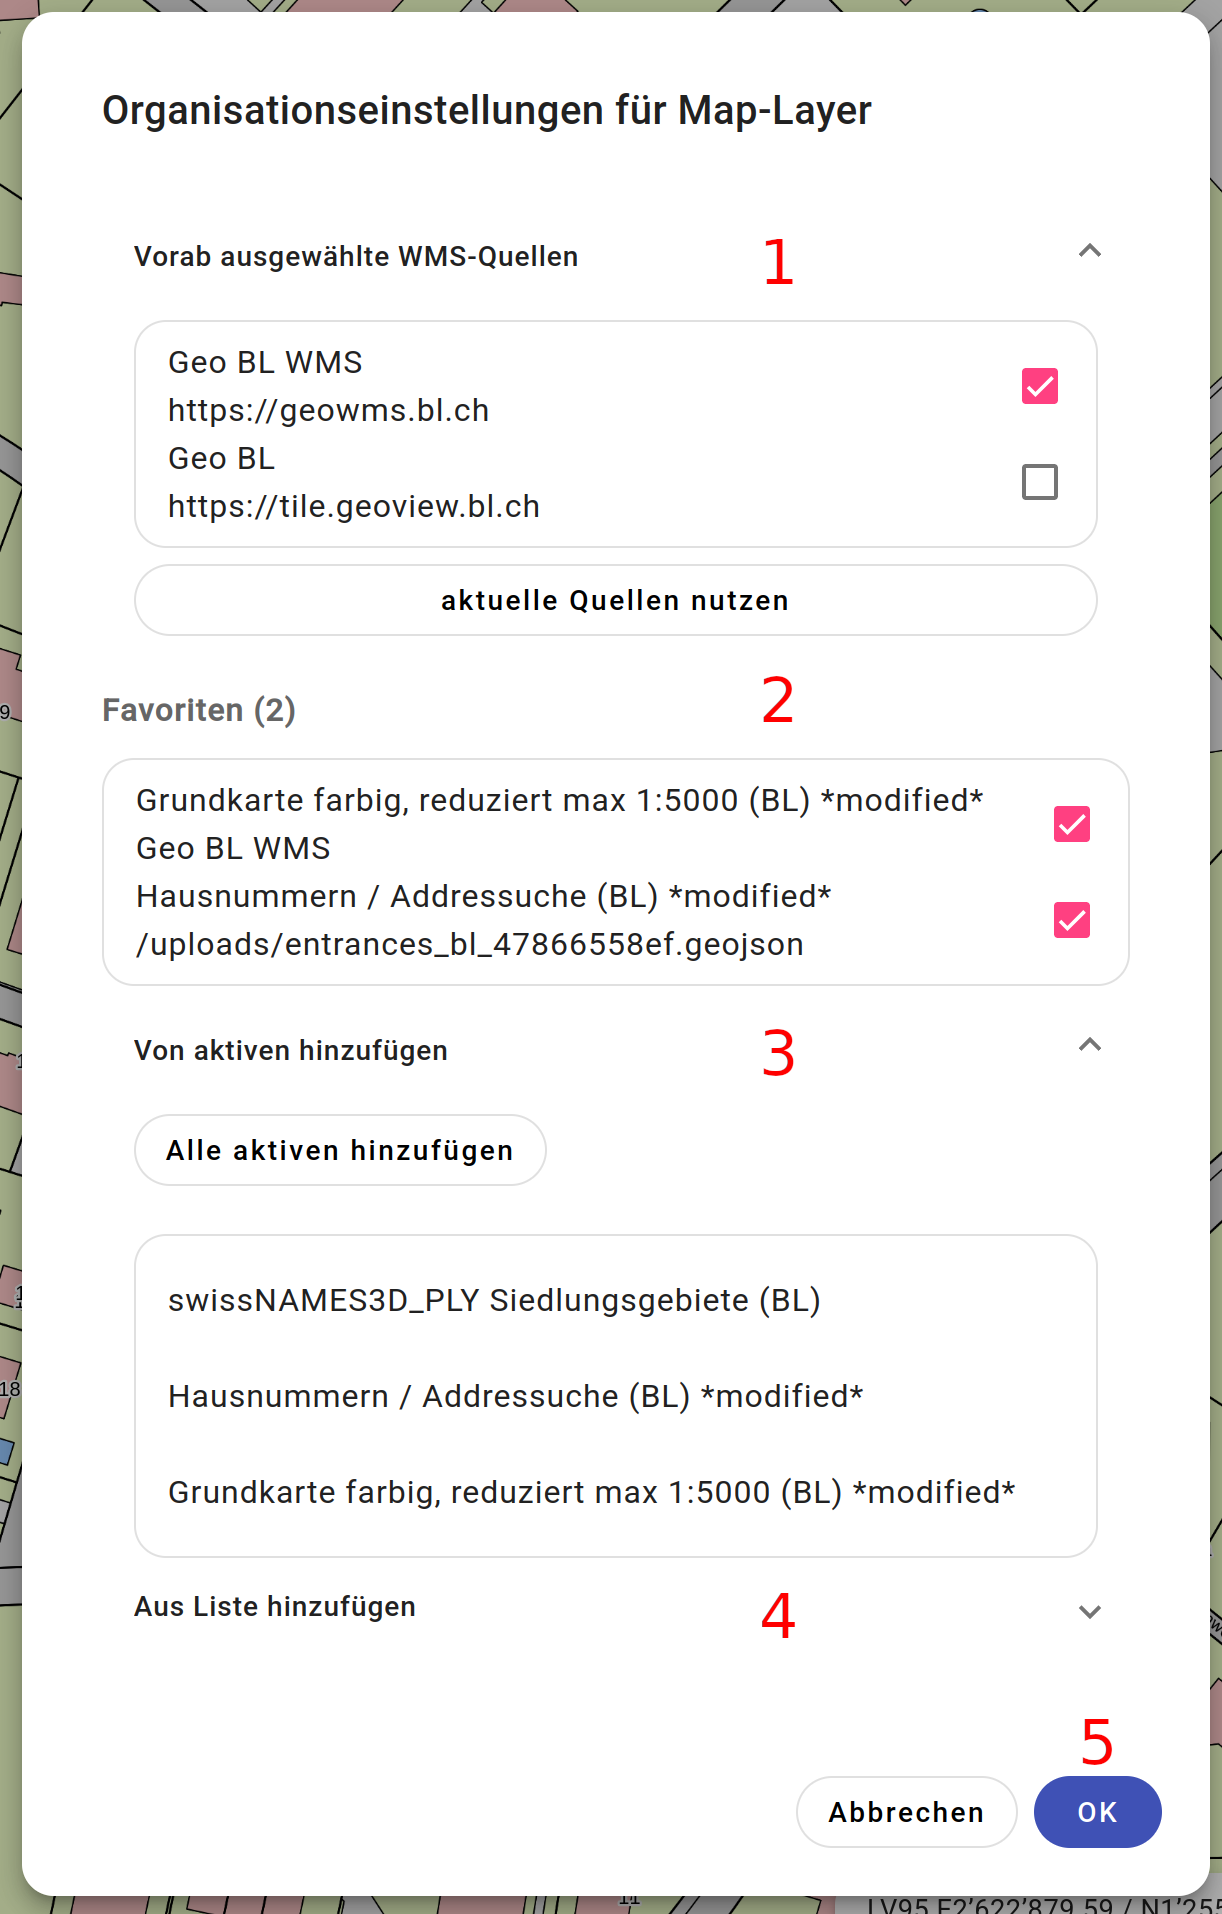 Organisationseinstellungen für Map-Layer
Vorab ausgewählte WMS-Quellen
1
Geo BL WMS
https://geowms.bl.ch
Geo BL
https://tile.geoview.bl.ch
aktuelle Quellen nutzen
Favoriten (2)
2
9
Grundkarte farbig, reduziert max 1:5000 (BL) *modified*
Geo BL WMS
Hausnummern / Addressuche (BL) *modified*
/uploads/entrances_bl_47866558ef.geojson
Von aktiven hinzufügen
3
Alle aktiven hinzufügen
swissNAMES3D_PLY Siedlungsgebiete (BL)
18
Hausnummern / Addressuche (BL) *modified*
Grundkarte farbig, reduziert max 1:5000 (BL) *modified*
Aus Liste hinzufügen
4
5
Abbrechen
OK
11
LV95 E2'622'879.59 / N1'255